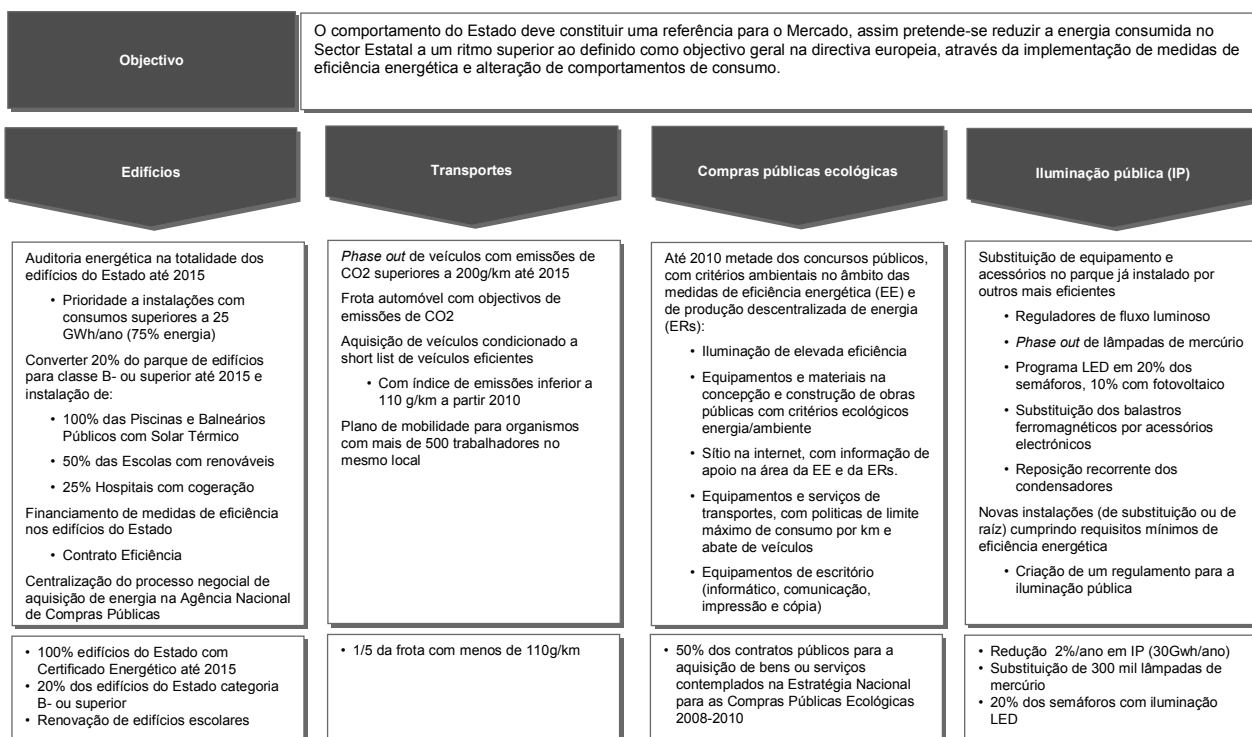 Objectivo
O comportamento do Estado deve constituir uma referência para o Mercado, assim pretende-se reduzir a energia consumida no
Sector Estatal a um ritmo superior ao definido como objectivo geral na directiva europeia, através da implementação de medidas de
eficiência energética e alteração de comportamentos de consumo.
Edifícios
Auditoria energética na totalidade dos
edifícios do Estado até 2015
• Prioridade a instalações com
consumos superiores a 25
GWh/ano (75% energia)
Converter 20% do parque de edifícios
para classe B- ou superior até 2015 e
instalação de:
• 100% das Piscinas e Balneários
Públicos com Solar Térmico
• 50% das Escolas com renováveis
• 25% Hospitais com cogeração
Financiamento de medidas de eficiência
nos edifícios do Estado
• Contrato Eficiência
Centralização do processo negocial de
aquisição de energia na Agência Nacional
de Compras Públicas
• 100% edifícios do Estado com
Certificado Energético até 2015
• 20% dos edifícios do Estado categoria
B- ou superior
• Renovação de edifícios escolares
Transportes
Phase out de veículos com emissões de
CO2 superiores a 200g/km até 2015
Frota automóvel com objectivos de
emissões de CO2
Aquisição de veículos condicionado a
short list de veículos eficientes
• Com índice de emissões inferior a
110 g/km a partir 2010
Plano de mobilidade para organismos
com mais de 500 trabalhadores no
mesmo local
• 1/5 da frota com menos de 110g/km
Compras públicas ecológicas
Até 2010 metade dos concursos públicos,
com critérios ambientais no âmbito das
medidas de eficiência energética (EE) e
de produção descentralizada de energia
(ERs):
• Iluminação de elevada eficiência
• Equipamentos e materiais na
concepção e construção de obras
públicas com critérios ecológicos
energia/ambiente
• Sítio na internet, com informação de
apoio na área da EE e da ERs.
• Equipamentos e serviços de
transportes, com politicas de limite
máximo de consumo por km e
abate de veículos
• Equipamentos de escritório
(informático, comunicação,
impressão e cópia)
• 50% dos contratos públicos para a
aquisição de bens ou serviços
contemplados na Estratégia Nacional
para as Compras Públicas Ecológicas
2008-2010
Iluminação pública (IP)
Substituição de equipamento e
acessórios no parque já instalado por
outros mais eficientes
• Reguladores de fluxo luminoso
• Phase out de lâmpadas de mercúrio
• Programa LED em 20% dos
semáforos, 10% com fotovoltaico
• Substituição dos balastros
ferromagnéticos por acessórios
electrónicos
• Reposição recorrente dos
condensadores
Novas instalações (de substituição ou de
raíz) cumprindo requisitos mínimos de
eficiência energética
• Criação de um regulamento para a
iluminação pública
• Redução 2%/ano em IP (30Gwh/ano)
• Substituição de 300 mil lâmpadas de
mercúrio
• 20% dos semáforos com iluminação
LED